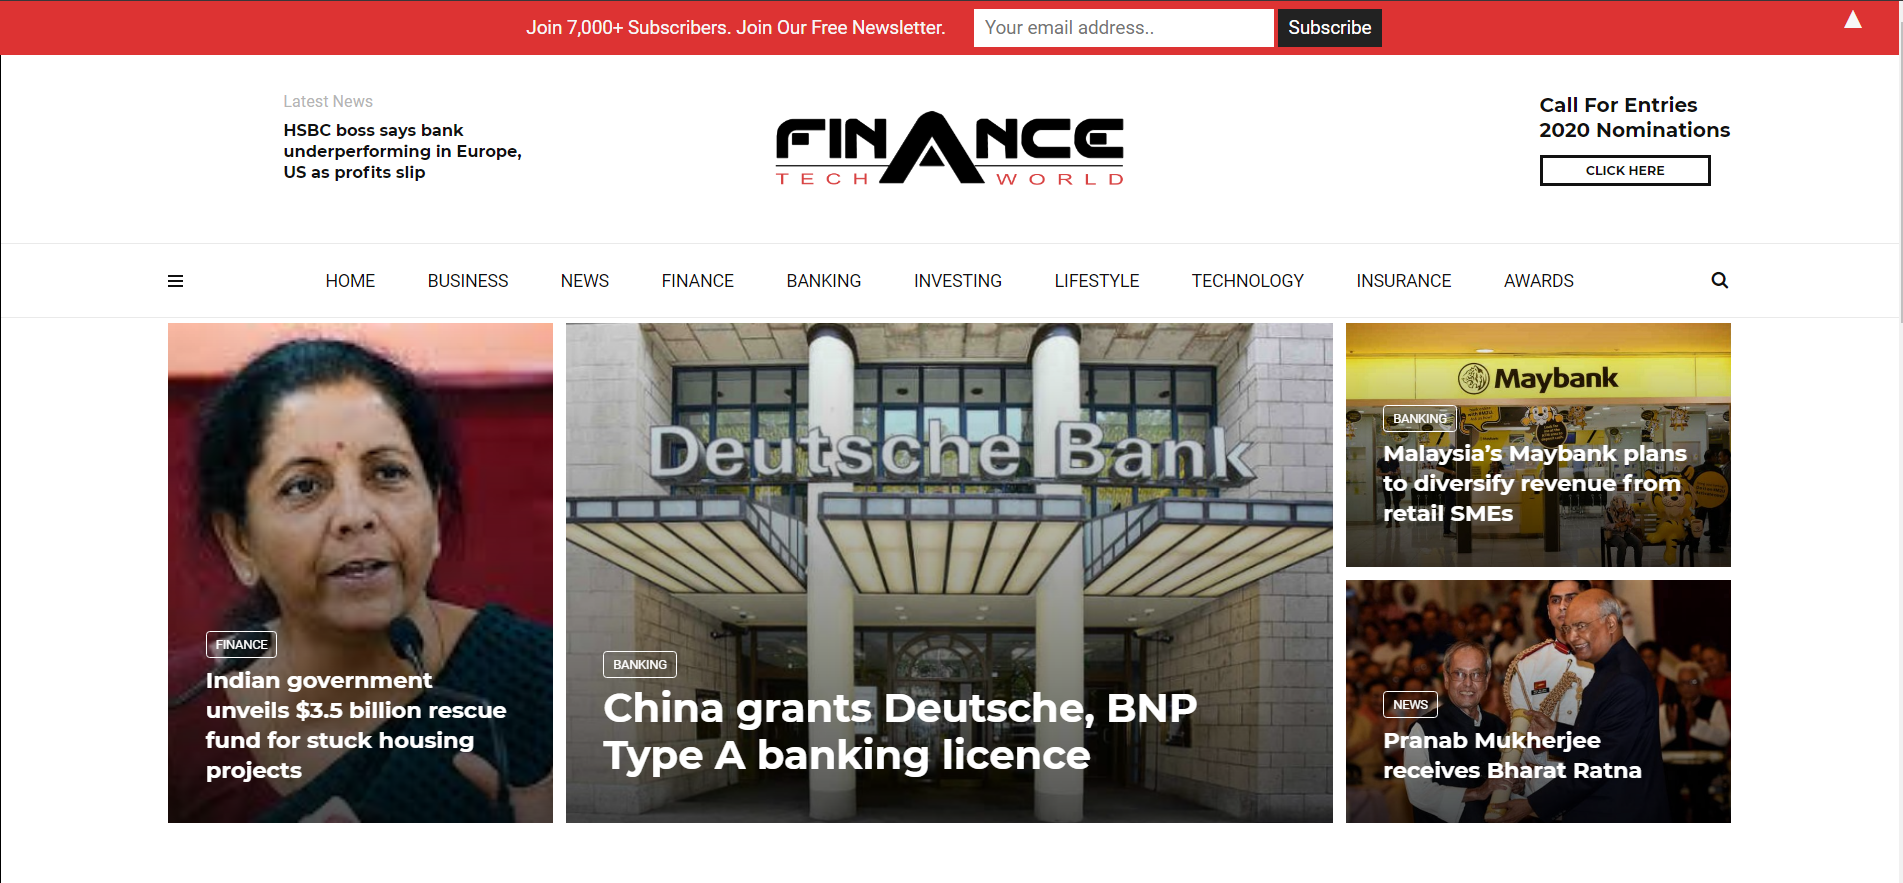 Join 7,000+ Subscribers. Join Our Free Newsletter.
Your email address..
Subscribe
Latest News
HSBC boss says bank
underperforming in Europe,
US as profits slip
FINANCE
TECH WORLD
Call For Entries
2020 Nominations
CLICK HERE
HOME
BUSINESS
NEWS
FINANCE
BANKING
INVESTING
LIFESTYLE
TECHNOLOGY
INSURANCE
AWARDS
FINANCE
Indian government
unveils $3.5 billion rescue
fund for stuck housing
projects
Deutsche Bank
BANKING
China grants Deutsche, BNP
Type A banking licence
Maybank
BANKING
Malaysia’s Maybank plans
to diversify revenue from
retail SMEs
NEWS
Pranab Mukherjee
receives Bharat Ratna